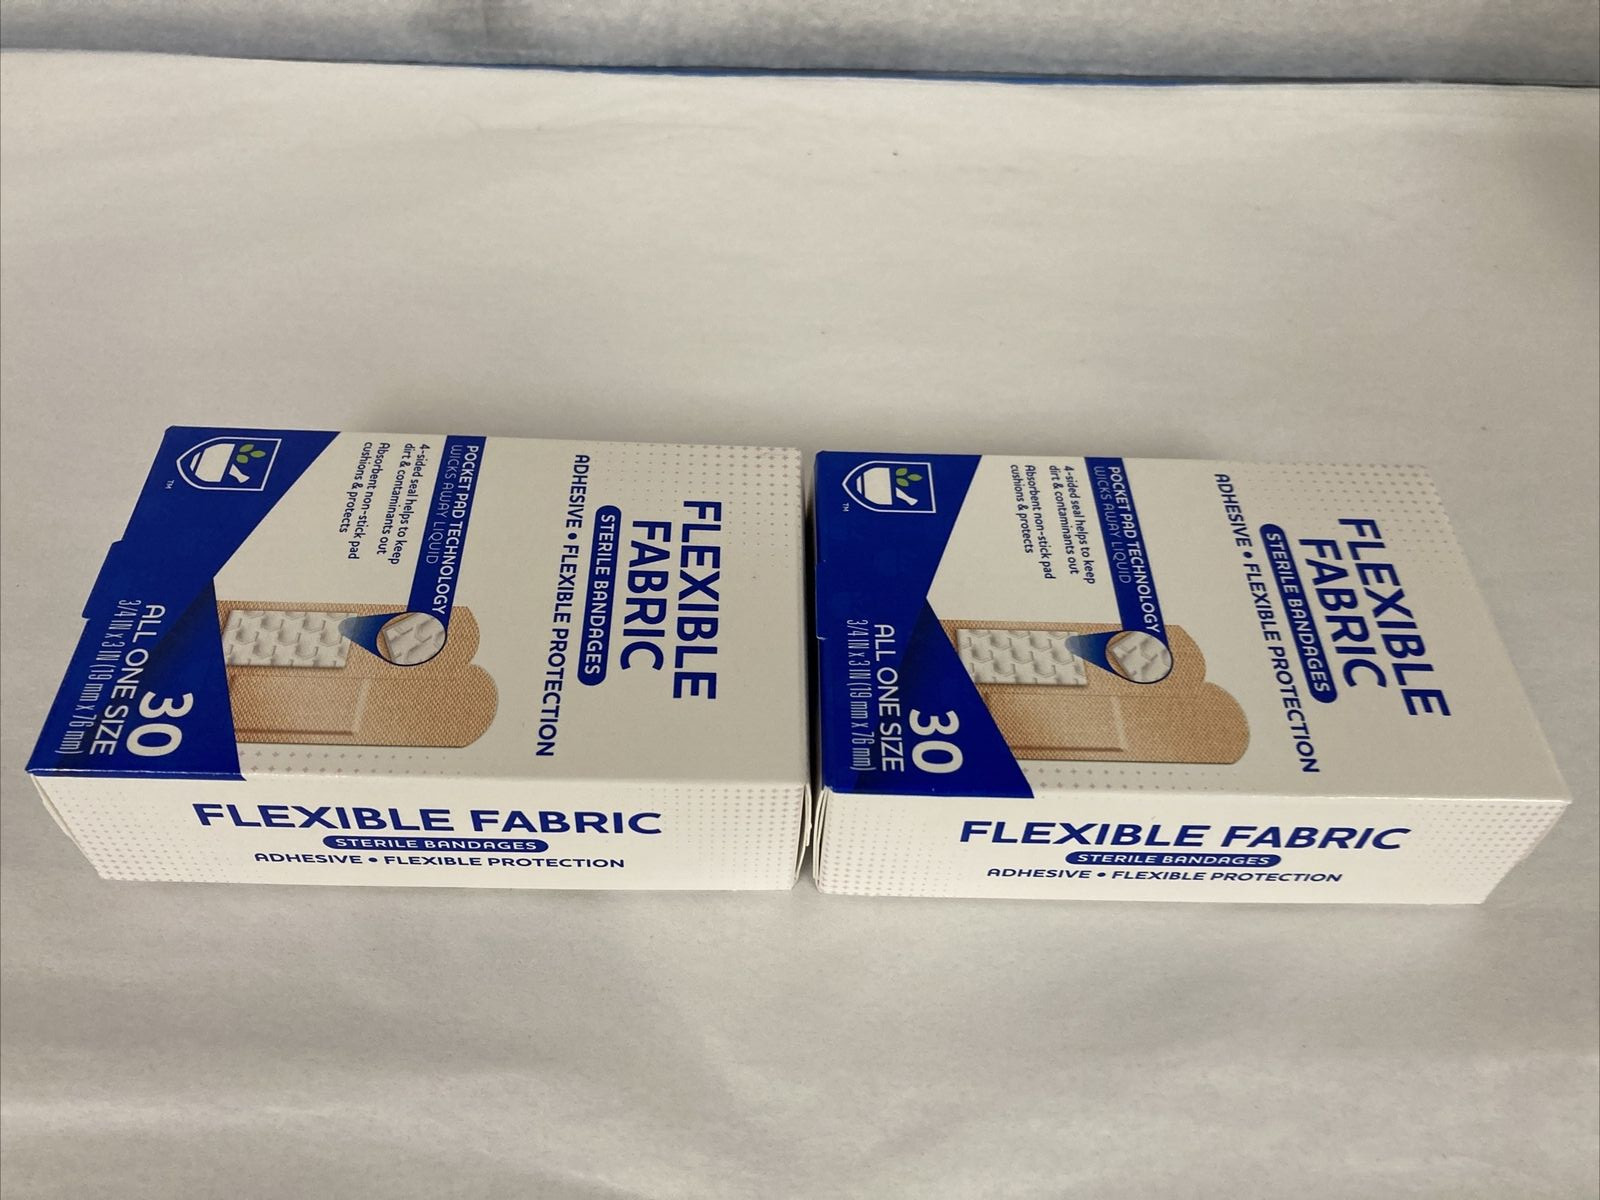 FLEXIBLE
FABRIC
STERILE BANDAGES
ADHESIVE • FLEXIBLE PROTECTION
POCKET PAD TECHNOLOGY
WICKS AWAY LIQUID
4-sided seal helps to keep
dirt & contaminants out
Absorbent non-stick pad
cushions & protects
30
ALL ONE SIZE
3/4 IN X 3 IN (19 mm X 76 mm)
TM
FLEXIBLE FABRIC
STERILE BANDAGES
ADHESIVE • FLEXIBLE PROTECTION
FLEXIBLE
FABRIC
STERILE BANDAGES
ADHESIVE • FLEXIBLE PROTECTION
POCKET PAD TECHNOLOGY
WICKS AWAY LIQUID
4-sided seal helps to keep
dirt & contaminants out
Absorbent non-stick pad
cushions & protects
30
ALL ONE SIZE
3/4 IN X 3 IN (19 mm X 76 mm)
TM
FLEXIBLE FABRIC
STERILE BANDAGES
ADHESIVE • FLEXIBLE PROTECTION